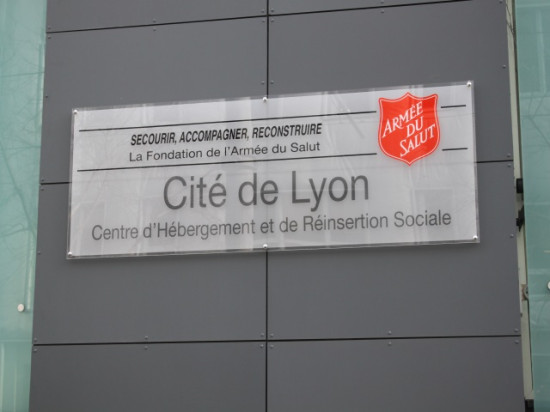 SECOURIR, ACCOMPAGNER, RECONSTRUIRE
La Fondation de l'Armée du Salut
ARMÉE
DU
SALUT
Cité de Lyon
Centre d'Hébergement et de Réinsertion Sociale